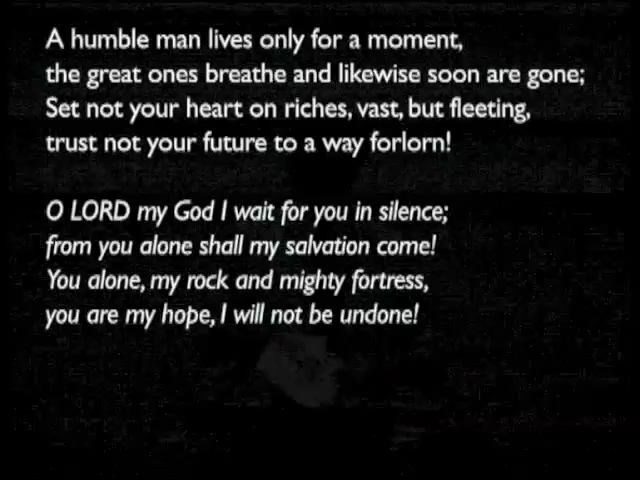 A humble man lives only for a moment,
the great ones breathe and likewise soon are gone;
Set not your heart on riches, vast, but fleeting,
trust not your future to a way forlorn!
O LORD my God I wait for you in silence;
from you alone shall my salvation come!
You alone, my rock and mighty fortress,
you are my hope, I will not be undone!